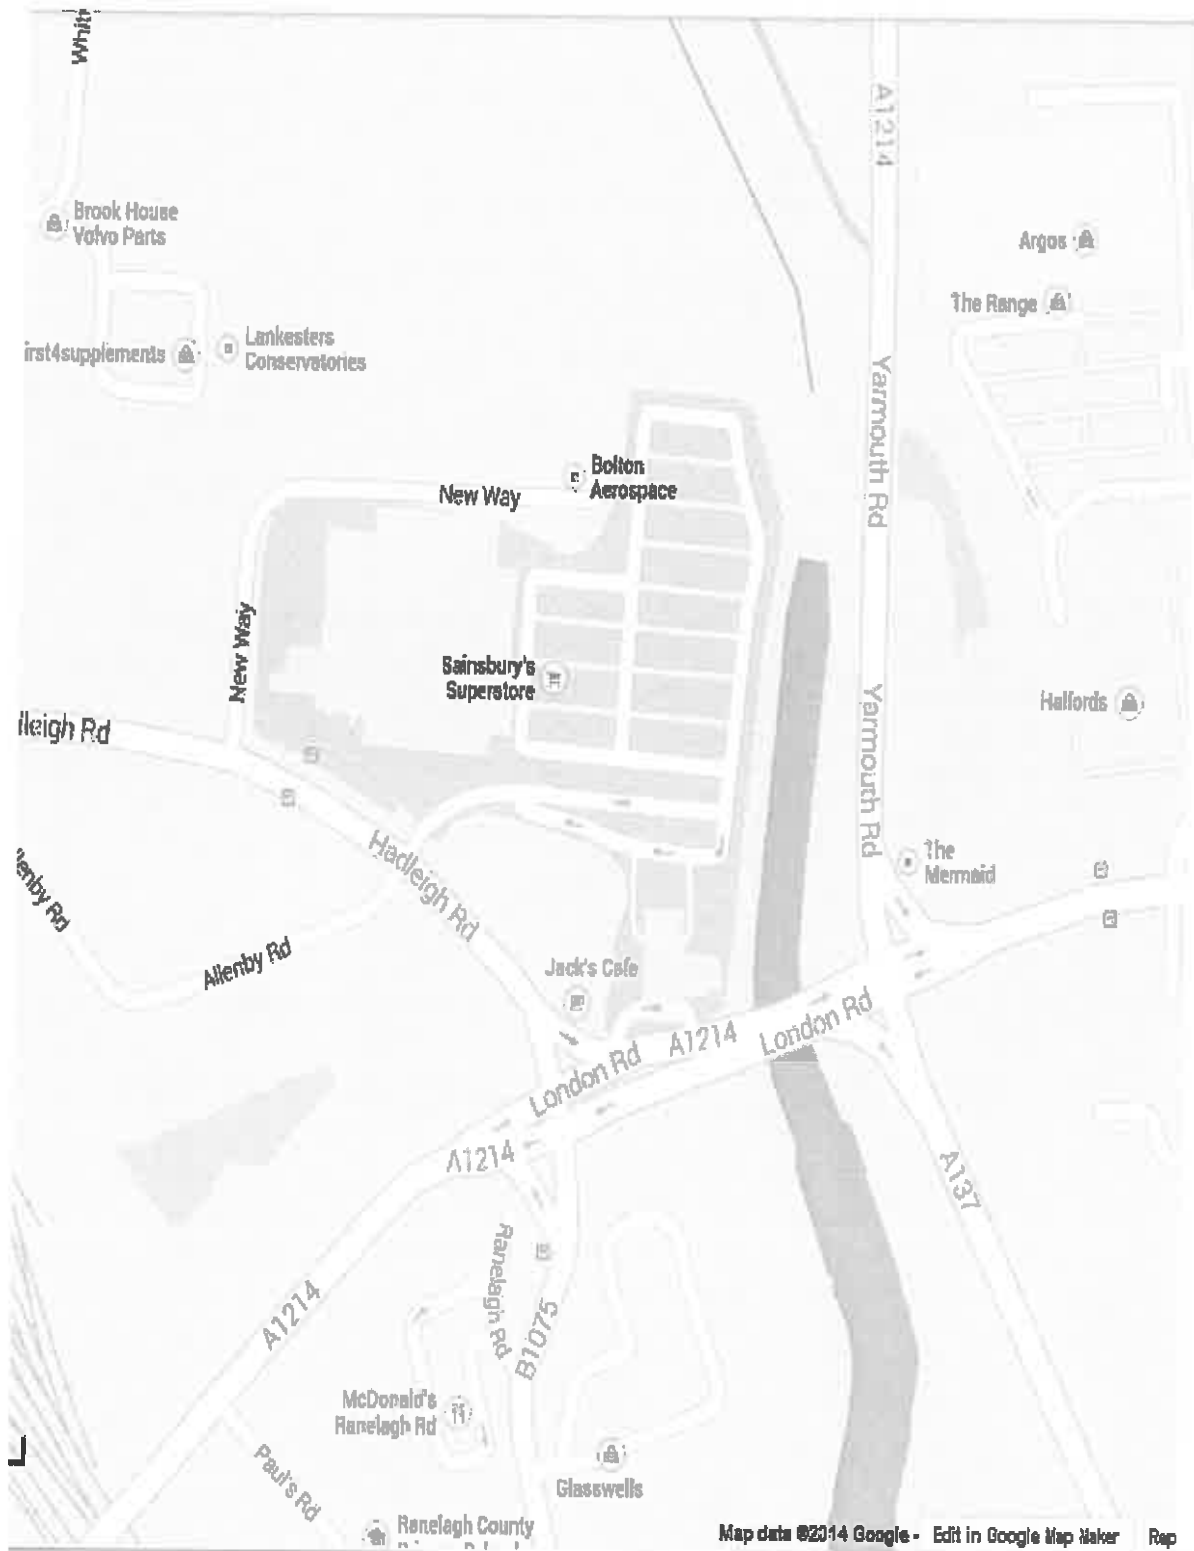 Whit
A1214
Brook House
Volvo Parts
Argos
The Range
irst4supplements
Lankesters
Conservatories
Yarmouth Rd
Bolton
Aerospace
New Way
New Way
Sainsbury's
Superstore
Yarmouth Rd
Halfords
lleigh Rd
Hadleigh Rd
The
Mermaid
lenby Rd
Allenby Rd
Jack's Cafe
London Rd
A1214
London Rd
A1214
A137
Ranelagh Rd
A1214
B1075
McDonald's
Ranelagh Rd
Paul's Rd
Glasswells
Ranelagh County
Map data ©2014 Google -
Edit in Google Map Maker
Rep